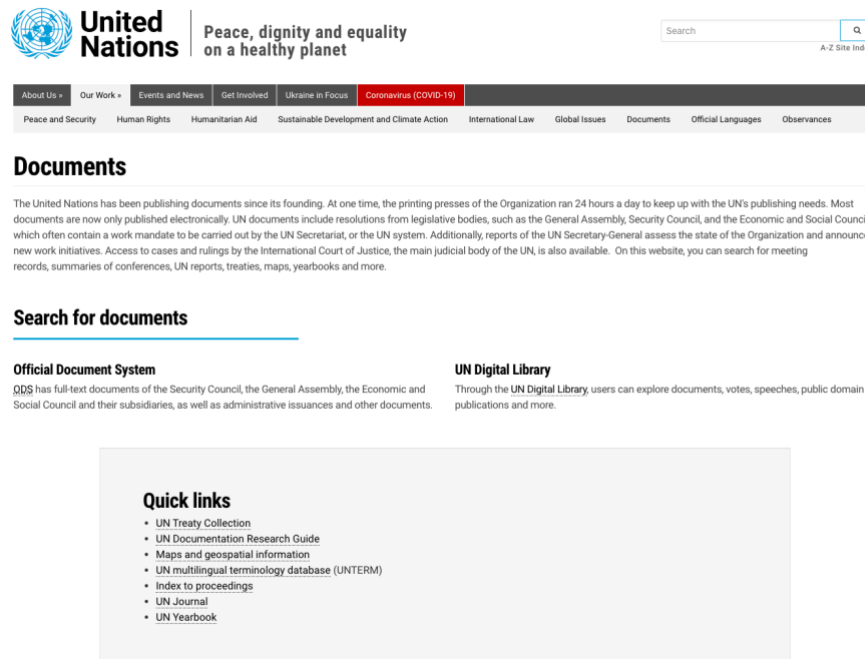 United
Nations
Peace, dignity and equality
on a healthy planet
Search
A-Z Site
About Us »
Our Work »
Events and News
Get Involved
Ukraine in Focus
Coronavirus (COVID-19)
Peace and Security
Human Rights
Humanitarian Aid
Sustainable Development and Climate Action
International Law
Global Issues
Documents
Official Languages
Observances
Documents
The United Nations has been publishing documents since its founding. At one time, the printing presses of the Organization ran 24 hours a day to keep up with the UN's publishing needs. Most
documents are now only published electronically. UN documents include resolutions from legislative bodies, such as the General Assembly, Security Council, and the Economic and Social
which often contain a work mandate to be carried out by the UN Secretariat, or the UN system. Additionally, reports of the UN Secretary-General assess the state of the Organization and announce
new work initiatives. Access to cases and rulings by the International Court of Justice, the main judicial body of the UN, is also available. On this website, you can search for meeting
records, summaries of conferences, UN reports, treaties, maps, yearbooks and more.
Search for documents
Official Document System
ODS has full-text documents of the Security Council, the General Assembly, the Economic and
Social Council and their subsidiaries, as well as administrative issuances and other documents.
UN Digital Library
Through the UN Digital Library, users can explore documents, votes, speeches, public domain
publications and more.
Quick links
• UN Treaty Collection
• UN Documentation Research Guide
• Maps and geospatial information
• UN multilingual terminology database (UNTERM)
• Index to proceedings
• UN Journal
• UN Yearbook